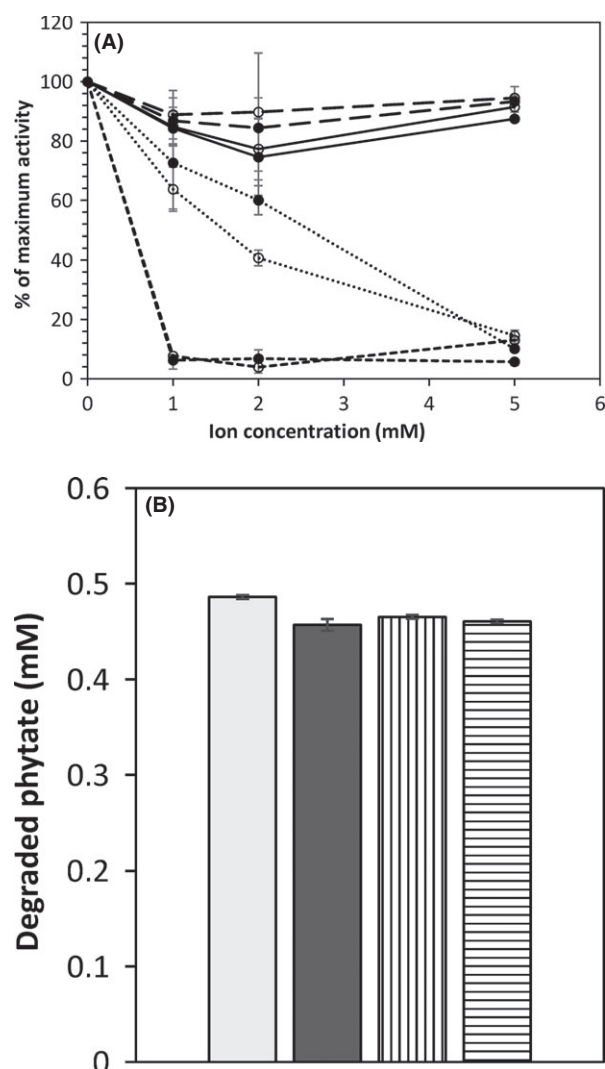 (A)
% of maximum activity
120
100
80
60
40
20
0
0 1 2 3 4 5 6
Ion concentration (mM)
(B)
Degraded phytate (mM)
0.6
0.5
0.4
0.3
0.2
0.1
0